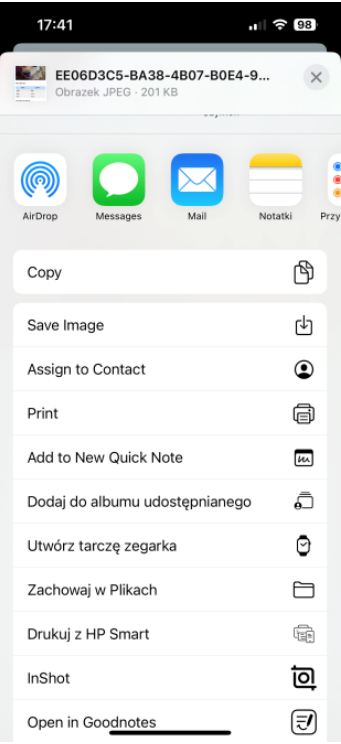 17:41
98
EE06D3C5-BA38-4B07-B0E4-9...
Obrazek JPEG · 201 KB
AirDrop
Messages
Mail
Notatki
Przy
Copy
Save Image
Assign to Contact
Print
Add to New Quick Note
Dodaj do albumu udostępnianego
Utwórz tarczę zegarka
Zachowaj w Plikach
Drukuj z HP Smart
InShot
Open in Goodnotes